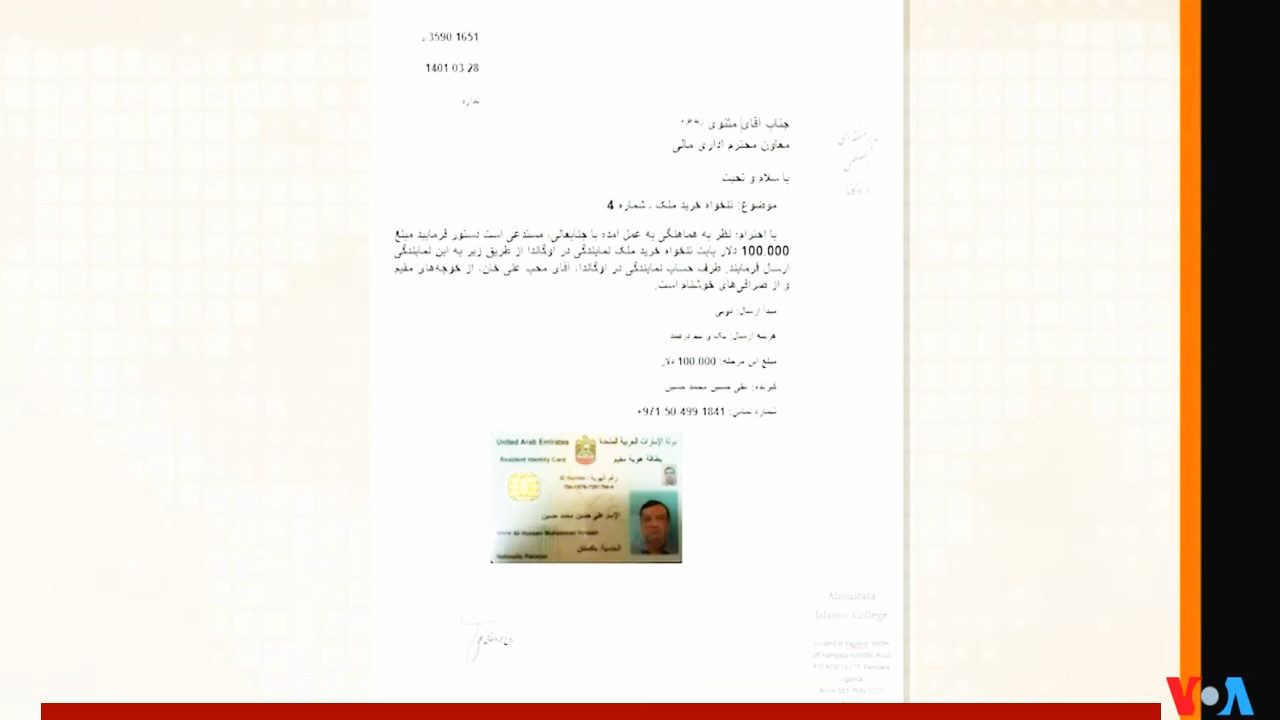 3590 1651
1401 03 28
ندارد
جناب آقای مثنوی زید عزه
معاون محترم اداری مالی
با سلام و تحیت
موضوع: تنخواه خرید ملک ـ شماره 4
با احترام؛ نظر به هماهنگی به عمل آمده با جنابعالی، مستدعی است دستور فرمایید مبلغ
100.000 دلار بابت تنخواه خرید ملک نمایندگی در اوگاندا از طریق زیر به این نمایندگی
ارسال فرمایند. طرف حساب نمایندگی در اوگاندا، آقای محب علی خان، از خوجه‌های مقیم
و از صرافی‌های خوشنام است.
مبدأ ارسال: دوبی
هزینه ارسال: یک و نیم درصد
مبلغ این مرحله: 100.000 دلار
گیرنده: علی حسین محمد حسین
شماره تماس: 1841 499 50 971+
United Arab Emirates
دولة الإمارات العربية المتحدة
Resident Identity Card
بطاقة هوية مقيم
ID Number / رقم الهوية
الإسم: علي حسين محمد حسين
Name: Ali Hussain Mohammad Hussain
الجنسية: باكستان
Nationality: Pakistan
Almustafa
Islamic College
Uganda
VOA